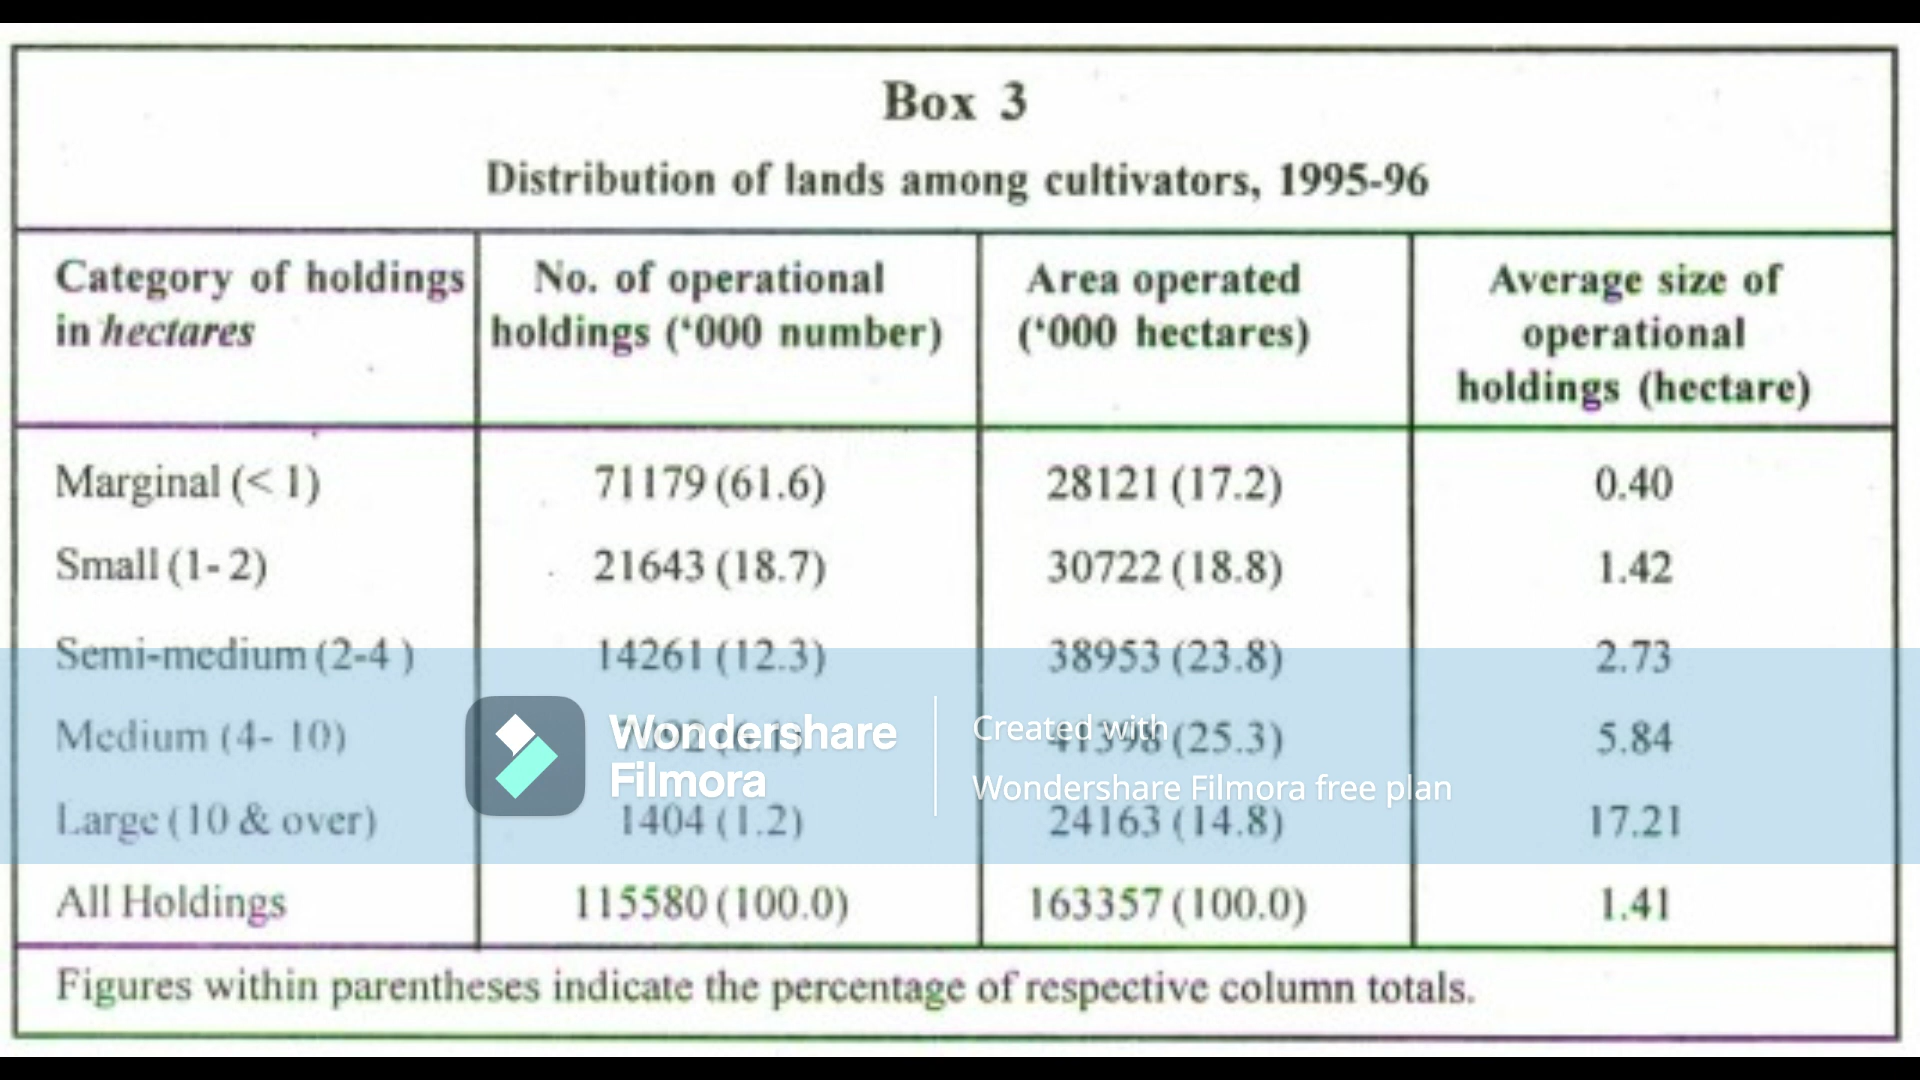 Box 3
Distribution of lands among cultivators, 1995-96
Category of holdings in hectares No. of operational holdings (‘000 number) Area operated (‘000 hectares) Average size of operational holdings (hectare)
Marginal (< 1) 71179 (61.6) 28121 (17.2) 0.40
Small (1- 2) 21643 (18.7) 30722 (18.8) 1.42
Semi-medium (2-4 ) 14261 (12.3) 38953 (23.8) 2.73
Medium (4- 10) 41398 (25.3) 5.84
Large (10 & over) 1404 (1.2) 24163 (14.8) 17.21
All Holdings 115580 (100.0) 163357 (100.0) 1.41
Figures within parentheses indicate the percentage of respective column totals.
Wondershare
Filmora
Created with
Wondershare Filmora free plan